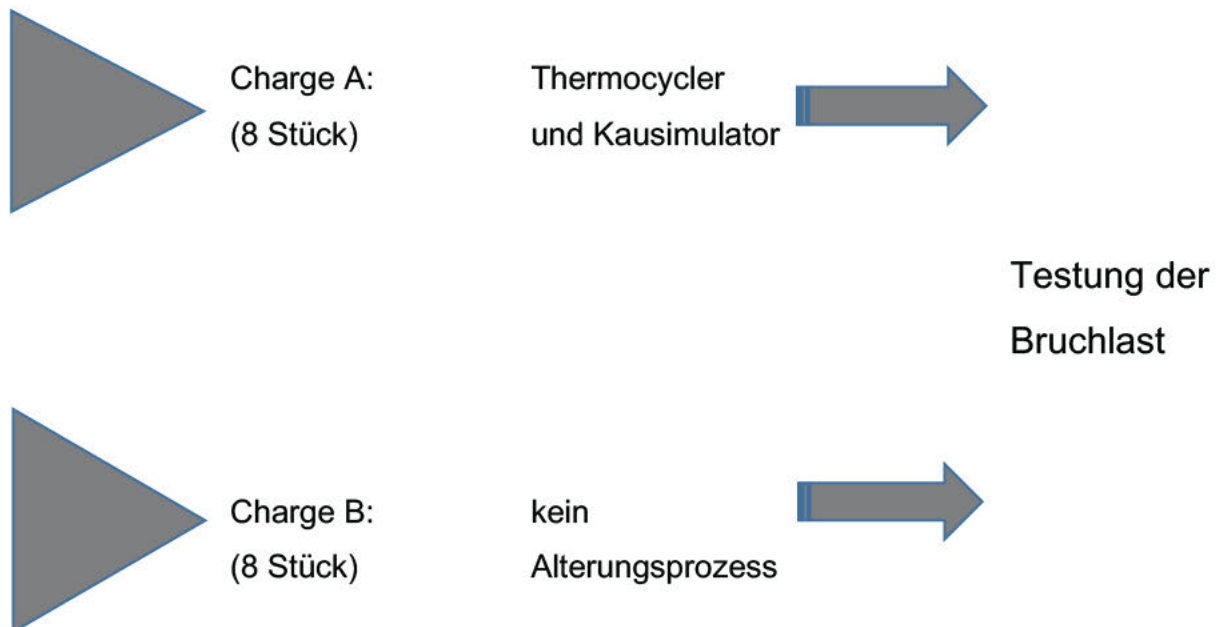 Charge A:
(8 Stück)
Thermocycler
und Kausimulator
Testung der
Bruchlast
Charge B:
(8 Stück)
kein
Alterungsprozess